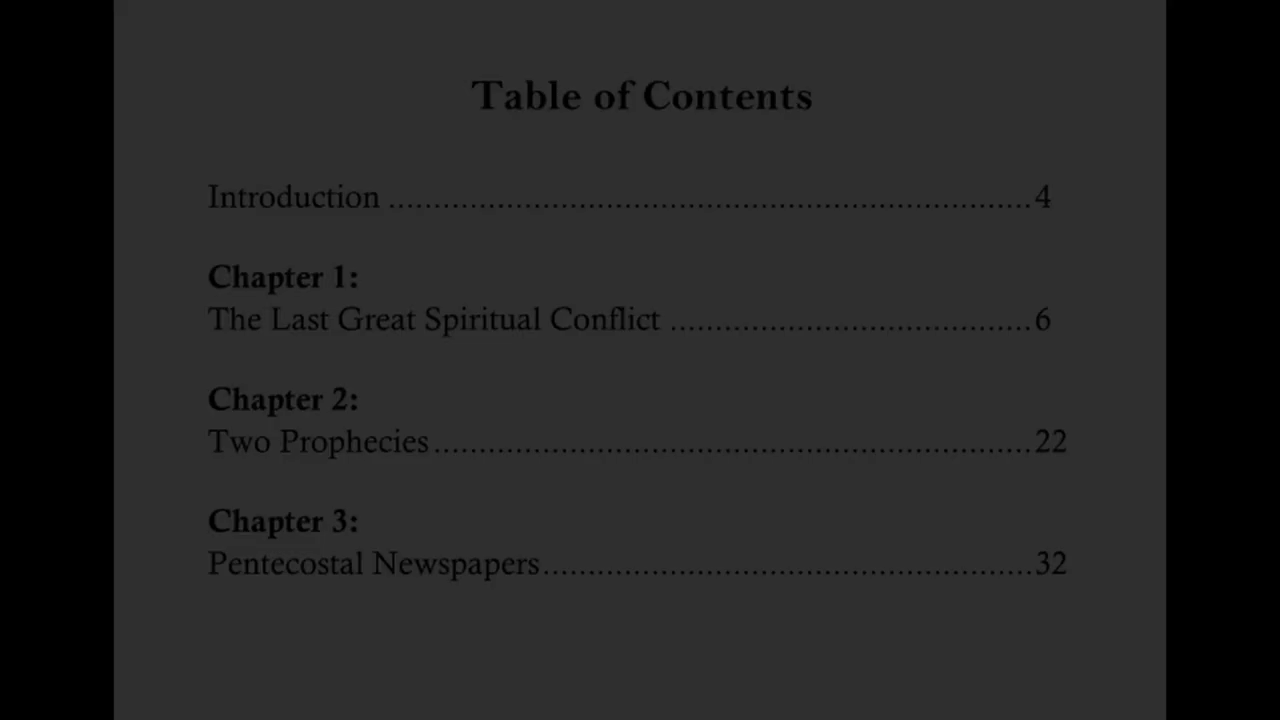 Table of Contents
Introduction ........................................................................4
Chapter 1:
The Last Great Spiritual Conflict ........................................6
Chapter 2:
Two Prophecies..................................................................22
Chapter 3:
Pentecostal Newspapers......................................................32